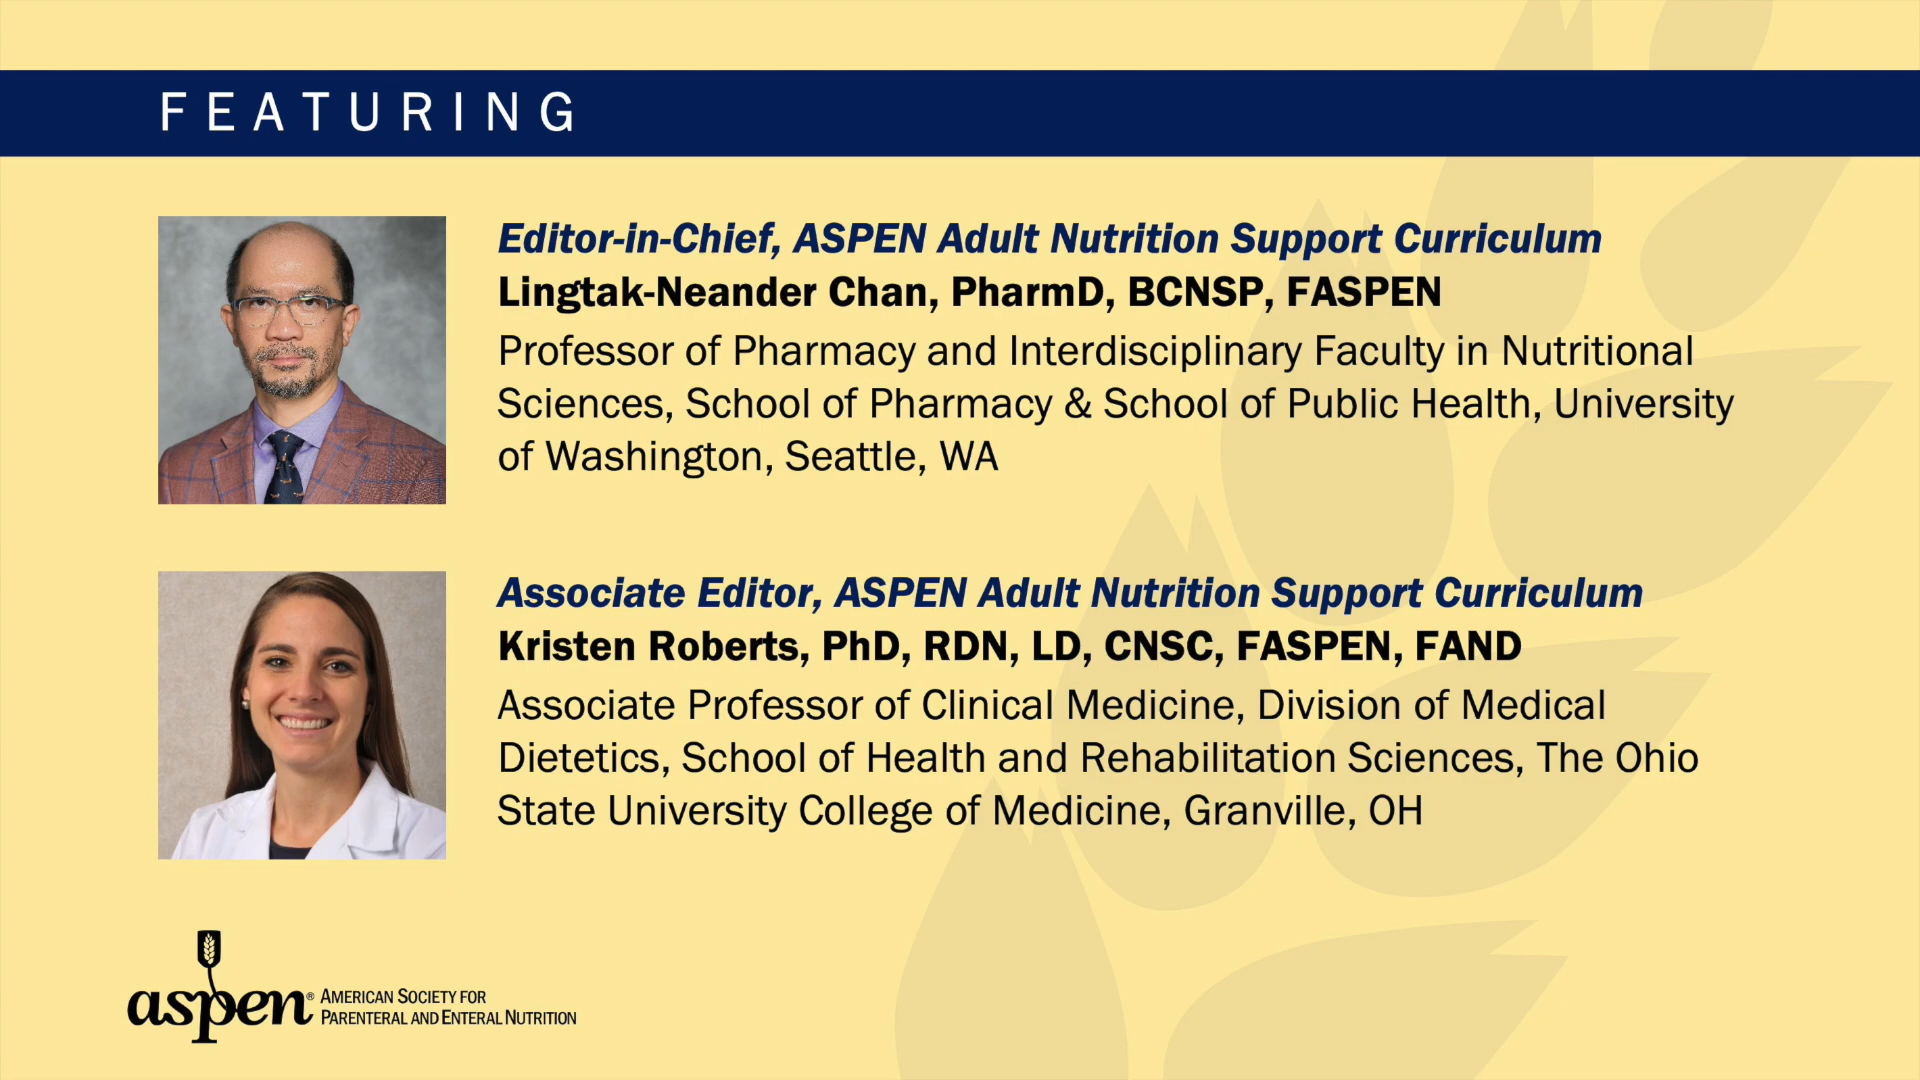 FEATURING
Editor-in-Chief, ASPEN Adult Nutrition Support Curriculum
Lingtak-Neander Chan, PharmD, BCNSP, FASPEN
Professor of Pharmacy and Interdisciplinary Faculty in Nutritional
Sciences, School of Pharmacy & School of Public Health, University
of Washington, Seattle, WA
Associate Editor, ASPEN Adult Nutrition Support Curriculum
Kristen Roberts, PhD, RDN, LD, CNSC, FASPEN, FAND
Associate Professor of Clinical Medicine, Division of Medical
Dietetics, School of Health and Rehabilitation Sciences, The Ohio
State University College of Medicine, Granville, OH
aspen®
AMERICAN SOCIETY FOR
PARENTERAL AND ENTERAL NUTRITION